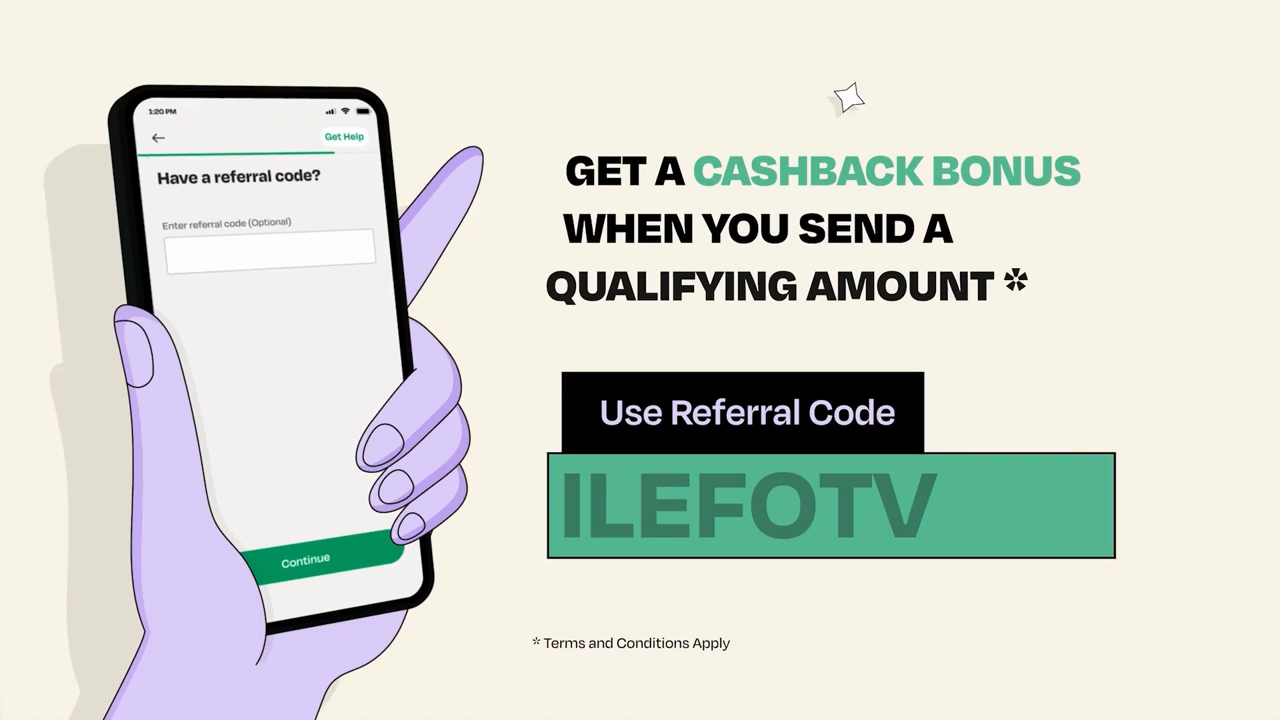 1:20 PM
Get Help
Have a referral code?
Enter referral code (Optional)
Continue
GET A CASHBACK BONUS
WHEN YOU SEND A
QUALIFYING AMOUNT *
Use Referral Code
ILEFOTV
* Terms and Conditions Apply